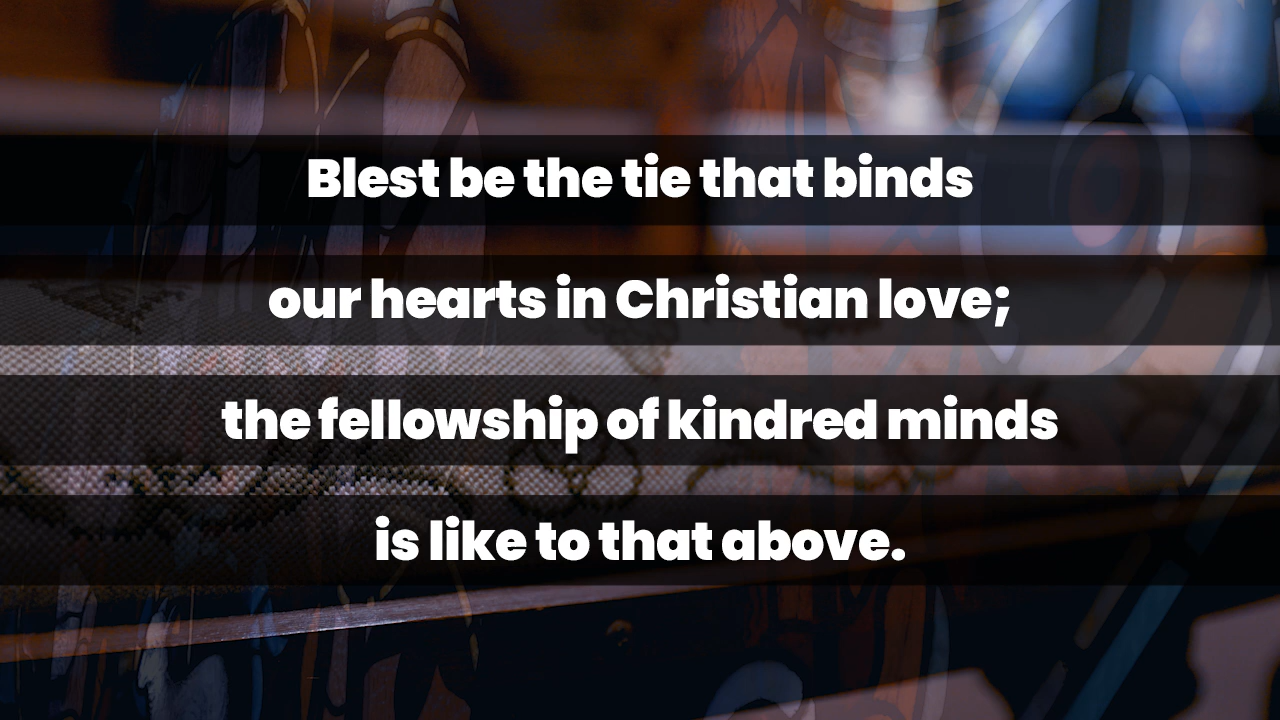 Blest be the tie that binds
our hearts in Christian love;
the fellowship of kindred minds
is like to that above.